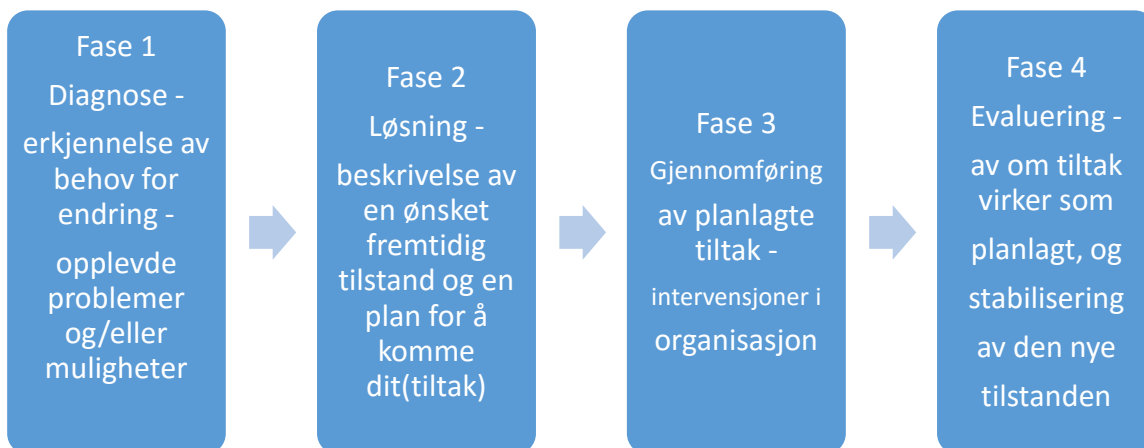 Fase 1
Diagnose -
erkjennelse av
behov for
endring -
opplevde
problemer
og/eller
muligheter
Fase 2
Løsning -
beskrivelse av
en ønsket
fremtidig
tilstand og en
plan for å
komme
dit(tiltak)
Fase 3
Gjennomføring
av planlagte
tiltak -
intervensjoner i
organisasjon
Fase 4
Evaluering -
av om tiltak
virker som
planlagt, og
stabilisering
av den nye
tilstanden